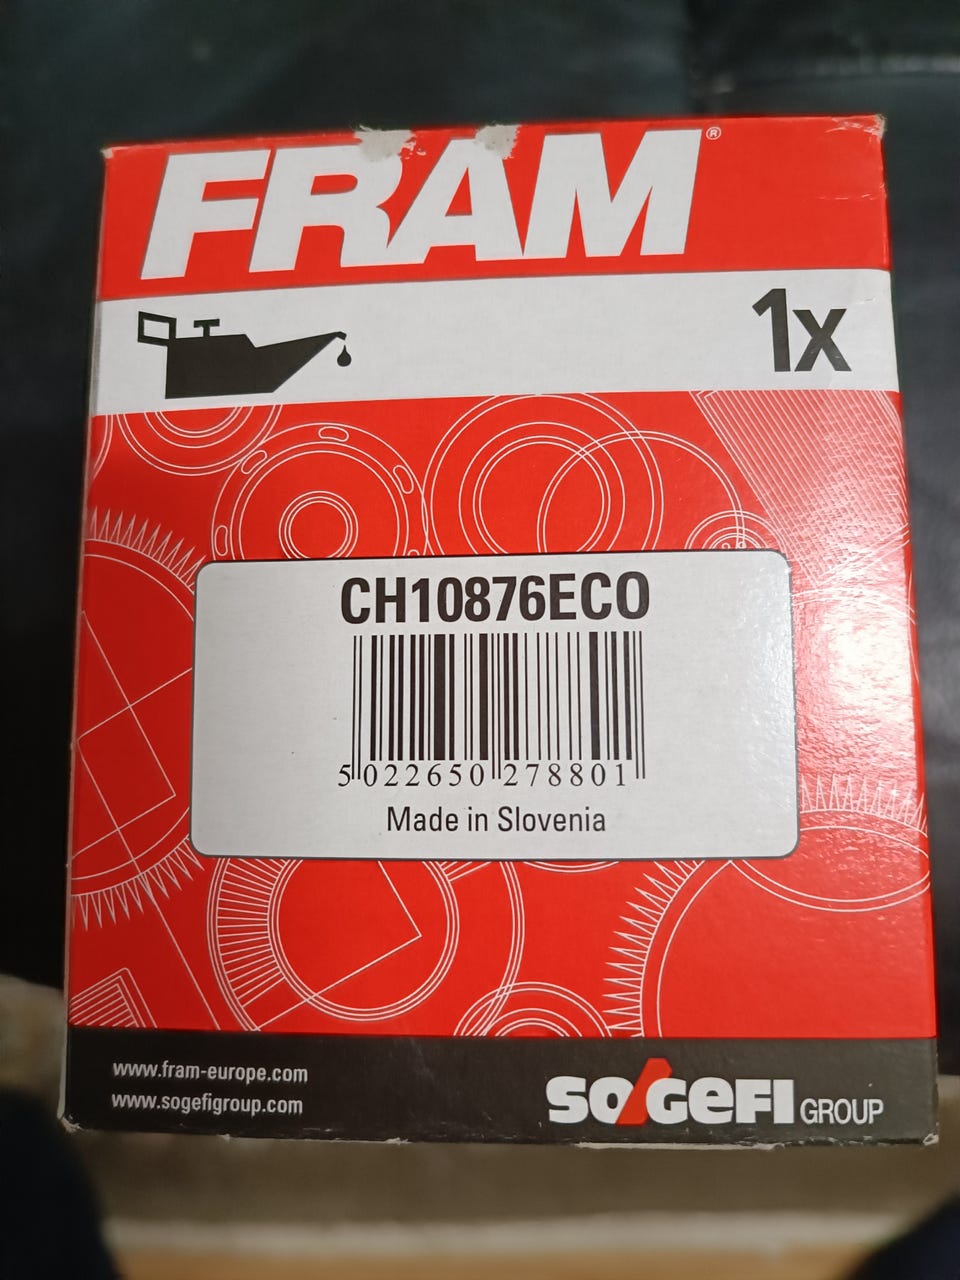 FRAM®
1x
CH10876ECO
5 022650 278801
Made in Slovenia
www.fram-europe.com
www.sogefigroup.com
SOGEFI GROUP